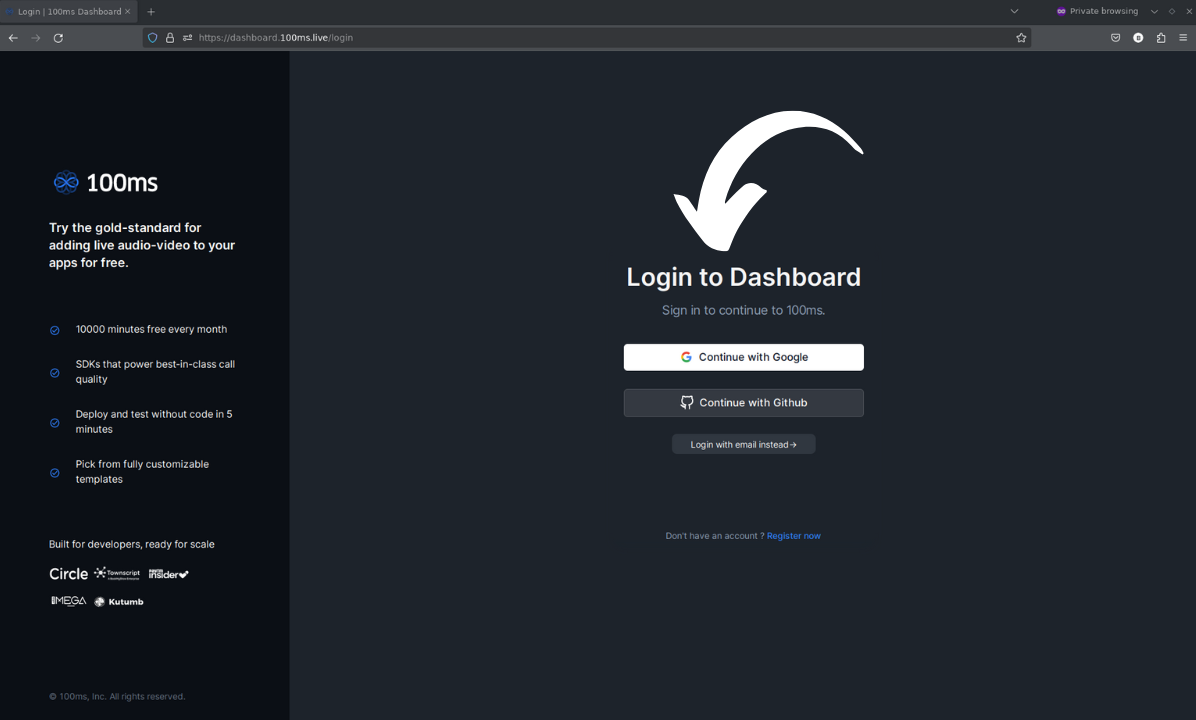 Login | 100ms Dashboard
Private browsing
https://dashboard.100ms.live/login
100ms
Try the gold-standard for
adding live audio-video to your
apps for free.
10000 minutes free every month
SDKs that power best-in-class call
quality
Deploy and test without code in 5
minutes
Pick from fully customizable
templates
Built for developers, ready for scale
Circle Townscript insider
MEGA Kutumb
© 100ms, Inc. All rights reserved.
Login to Dashboard
Sign in to continue to 100ms.
Continue with Google
Continue with Github
Login with email instead→
Don't have an account ? Register now